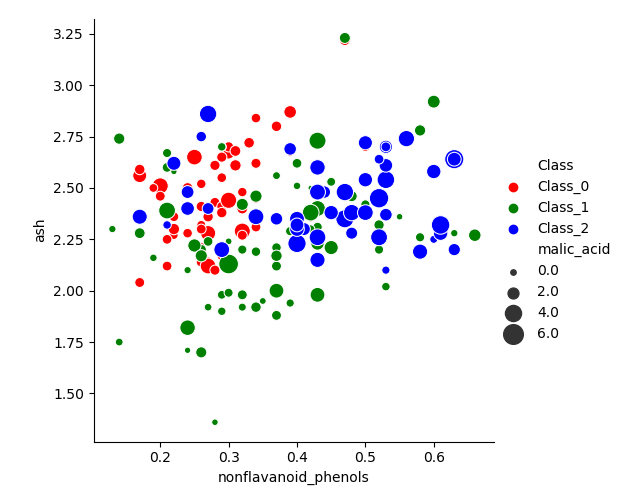 3.25
3.00
2.75
2.50
2.25
2.00
1.75
1.50
ash
0.2 0.3 0.4 0.5 0.6
nonflavanoid_phenols
Class
Class_0
Class_1
Class_2
malic_acid
0.0
2.0
4.0
6.0